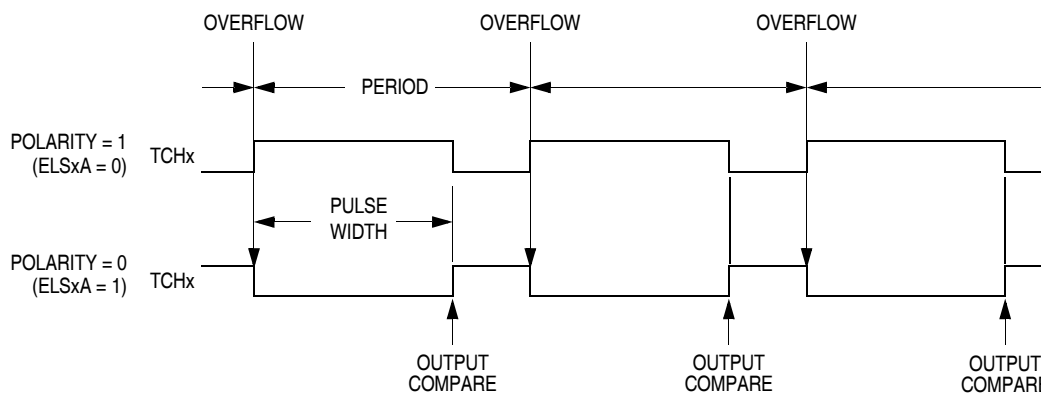 OVERFLOW
OVERFLOW
OVERFLOW
PERIOD
POLARITY = 1
(ELSxA = 0)
TCHx
PULSE
WIDTH
POLARITY = 0
(ELSxA = 1)
TCHx
OUTPUT
COMPARE
OUTPUT
COMPARE
OUTPUT
COMPARE